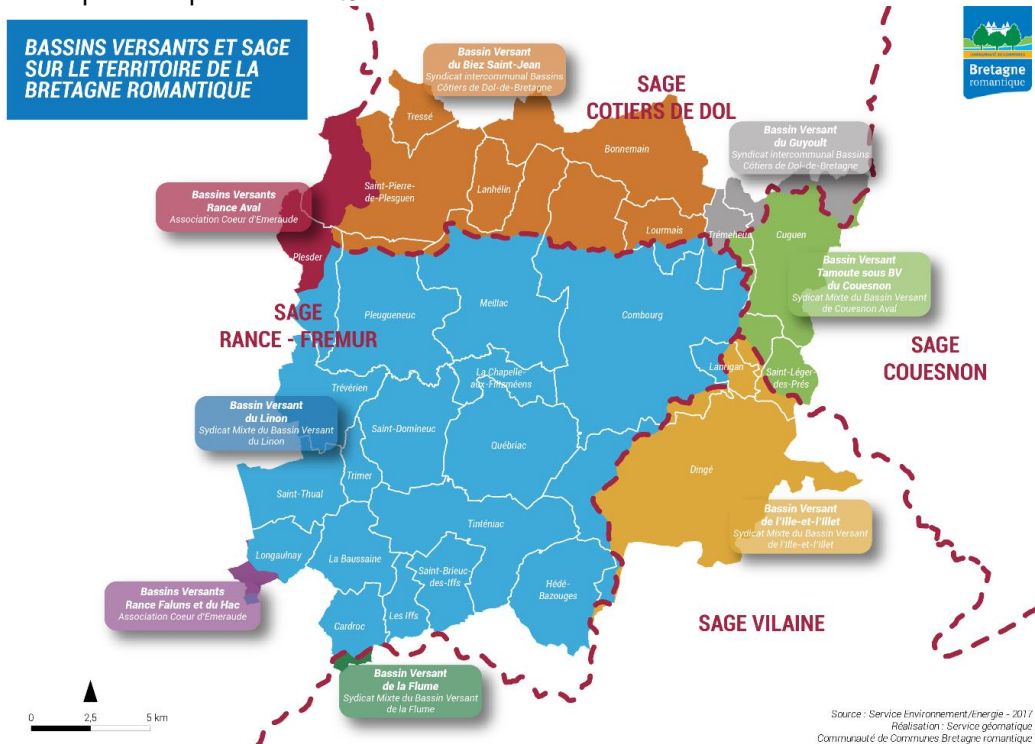 BASSINS VERSANTS ET SAGE
SUR LE TERRITOIRE DE LA
BRETAGNE ROMANTIQUE
Bassin Versant
du Biez Saint-Jean
Syndicat intercommunal Bassins
Côtiers de Dol-de-Bretagne
COMMUNAUTÉ DE COMMUNES
Bretagne
romantique
SAGE
COTIERS DE DOL
Bassin Versant
du Guyoult
Syndicat intercommunal Bassins
Côtiers de Dol-de-Bretagne
Tressé
Bonnemain
Saint-Pierre-
de-Plesguen
Lanhélin
Bassins Versants
Rance Aval
Association Coeur d'Emeraude
Lourmais
Trémeheuc
Cuguen
Plesder
Bassin Versant
Tamoute sous BV
du Couesnon
Sydicat Mixte du Bassin Versant
de Couesnon Aval
SAGE
RANCE - FREMUR
Pleugueneuc
Meillac
Combourg
SAGE
COUESNON
Lanrigan
Saint-Léger-
des-Prés
La Chapelle-
aux-Filtzméens
Trévérien
Bassin Versant
du Linon
Sydicat Mixte du Bassin Versant
du Linon
Saint-Domineuc
Québriac
Dingé
Trimer
Saint-Thual
Bassin Versant
de l'Ille-et-l'Illet
Sydicat Mixte du Bassin Versant
de l'Ille-et-l'Illet
Tinténiac
Longaulnay
La Baussaine
Saint-Brieuc-
des-Iffs
Hédé-
Bazouges
Bassins Versants
Rance Faluns et du Hac
Association Coeur d'Emeraude
Les Iffs
Cardroc
SAGE VILAINE
Bassin Versant
de la Flume
Sydicat Mixte du Bassin Versant
de la Flume
0 2,5 5 km
Source : Service Environnement/Energie - 2017
Réalisation : Service géomatique
Communauté de Communes Bretagne romantique